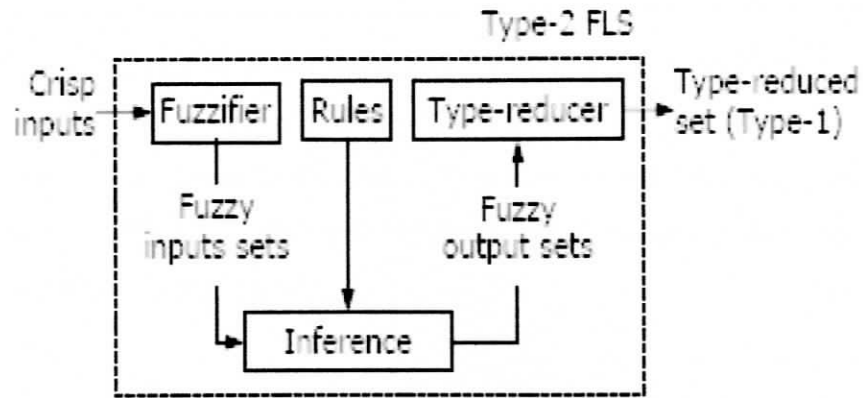 Type-2 FLS
Crisp
inputs
Fuzzifier
Rules
Type-reducer
Type-reduced
set (Type-1)
Fuzzy
inputs sets
Fuzzy
output sets
Inference